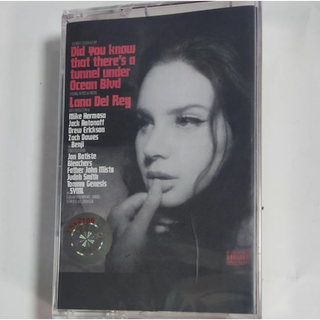 Did you know
that there's a
tunnel under
Ocean Blvd
Lana Del Rey
Mike Hermosa
Jack Antonoff
Drew Erickson
Zach Dawes
Benji
Jon Batiste
Bleachers
Father John Misty
Judah Smith
Tommy Genesis
SYML